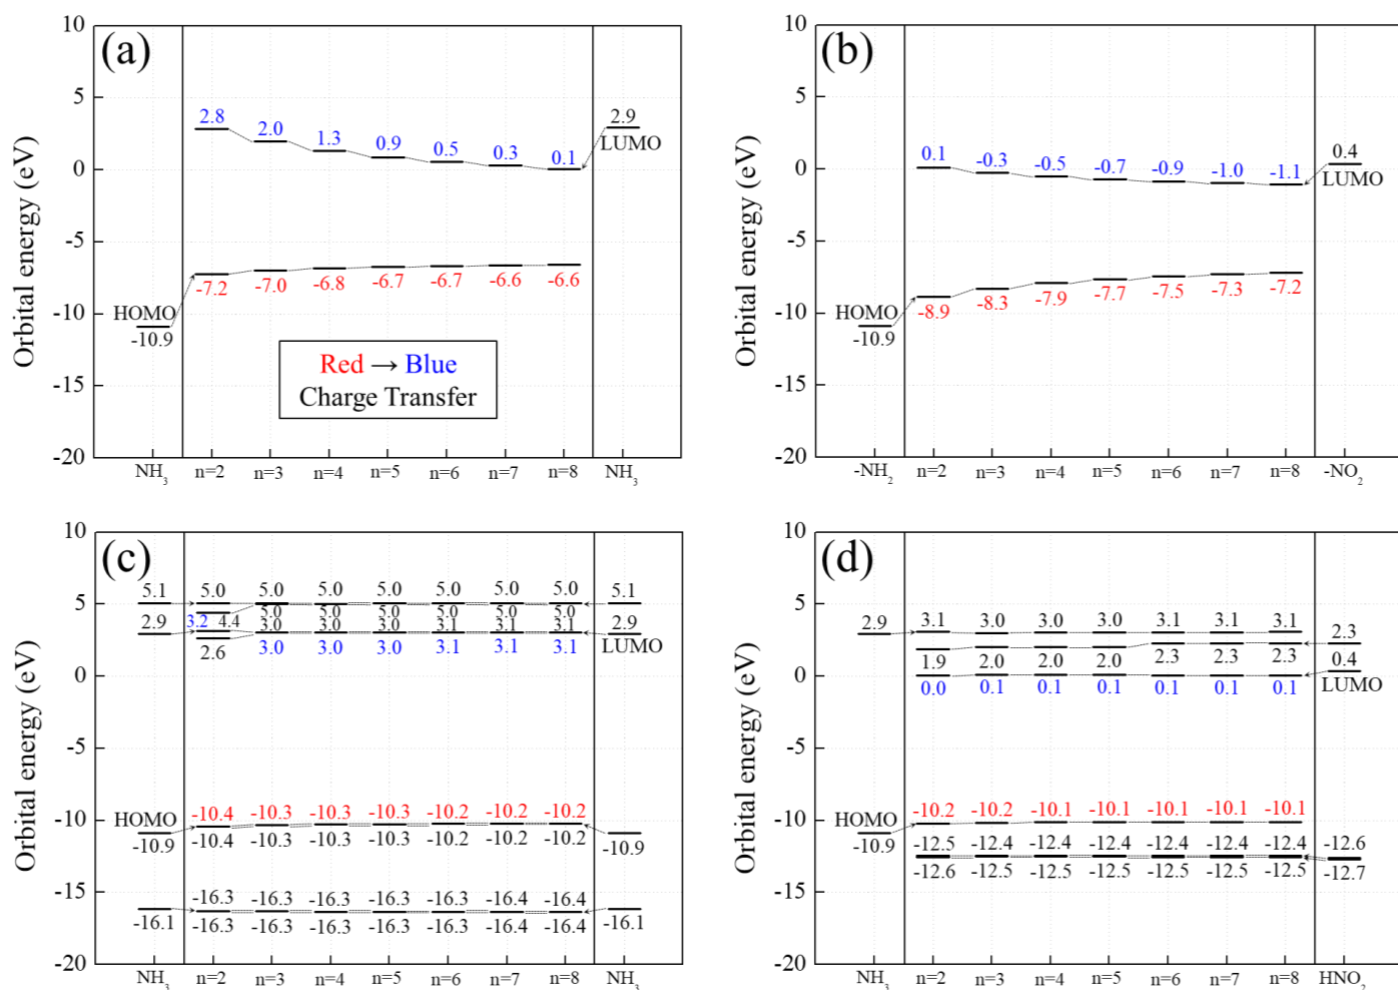 (a)
Orbital energy (eV)
10
5
0
-5
-10
-15
-20
2.8 2.0 1.3 0.9 0.5 0.3 0.1
2.9
LUMO
-7.2 -7.0 -6.8 -6.7 -6.7 -6.6 -6.6
HOMO
-10.9
Red → Blue
Charge Transfer
NH₃ n=2 n=3 n=4 n=5 n=6 n=7 n=8 NH₃
(b)
Orbital energy (eV)
10
5
0
-5
-10
-15
-20
0.1 -0.3 -0.5 -0.7 -0.9 -1.0 -1.1
0.4
LUMO
-8.9 -8.3 -7.9 -7.7 -7.5 -7.3 -7.2
HOMO
-10.9
-NH₂ n=2 n=3 n=4 n=5 n=6 n=7 n=8 -NO₂
(c)
Orbital energy (eV)
10
5
0
-5
-10
-15
-20
5.1 5.0 5.0 5.0 5.0 5.0 5.0 5.0 5.1
4.4 5.0 5.0 5.0 5.0 5.0 5.0
2.9 3.2 3.0 3.0 3.0 3.1 3.1 3.1 2.9
2.6 3.0 3.0 3.0 3.1 3.1 3.1
LUMO
HOMO
-10.4 -10.3 -10.3 -10.3 -10.2 -10.2 -10.2
-10.9 -10.4 -10.3 -10.3 -10.3 -10.2 -10.2 -10.2 -10.9
-16.3 -16.3 -16.3 -16.3 -16.3 -16.4 -16.4
-16.1 -16.3 -16.3 -16.3 -16.3 -16.3 -16.4 -16.4 -16.1
NH₃ n=2 n=3 n=4 n=5 n=6 n=7 n=8 NH₃
(d)
Orbital energy (eV)
10
5
0
-5
-10
-15
-20
2.9 3.1 3.0 3.0 3.0 3.1 3.1 3.1
2.3
1.9 2.0 2.0 2.0 2.3 2.3 2.3
0.4
LUMO
0.0 0.1 0.1 0.1 0.1 0.1 0.1
HOMO
-10.2 -10.2 -10.1 -10.1 -10.1 -10.1 -10.1
-10.9
-12.5 -12.4 -12.4 -12.4 -12.4 -12.4 -12.4 -12.6
-12.6 -12.5 -12.5 -12.5 -12.5 -12.5 -12.5 -12.7
NH₃ n=2 n=3 n=4 n=5 n=6 n=7 n=8 HNO₂